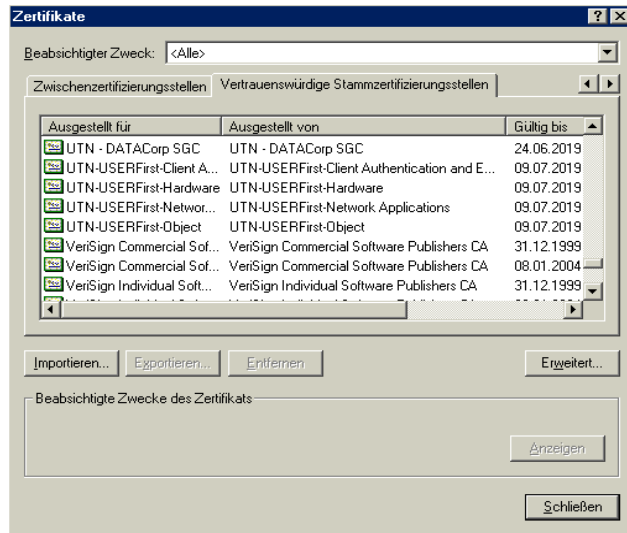 Zertifikate
Beabsichtigter Zweck: <Alle>
Zwischenzertifizierungsstellen Vertrauenswürdige Stammzertifizierungsstellen
Ausgestellt für Ausgestellt von Gültig bis
UTN - DATACorp SGC UTN - DATACorp SGC 24.06.2019
UTN-USERFirst-Client A... UTN-USERFirst-Client Authentication and E... 09.07.2019
UTN-USERFirst-Hardware UTN-USERFirst-Hardware 09.07.2019
UTN-USERFirst-Networ... UTN-USERFirst-Network Applications 09.07.2019
UTN-USERFirst-Object UTN-USERFirst-Object 09.07.2019
VeriSign Commercial Sof... VeriSign Commercial Software Publishers CA 31.12.1999
VeriSign Commercial Sof... VeriSign Commercial Software Publishers CA 08.01.2004
VeriSign Individual Soft... VeriSign Individual Software Publishers CA 31.12.1999
Importieren... Exportieren... Entfernen Erweitert...
Beabsichtigte Zwecke des Zertifikats
Anzeigen
Schließen